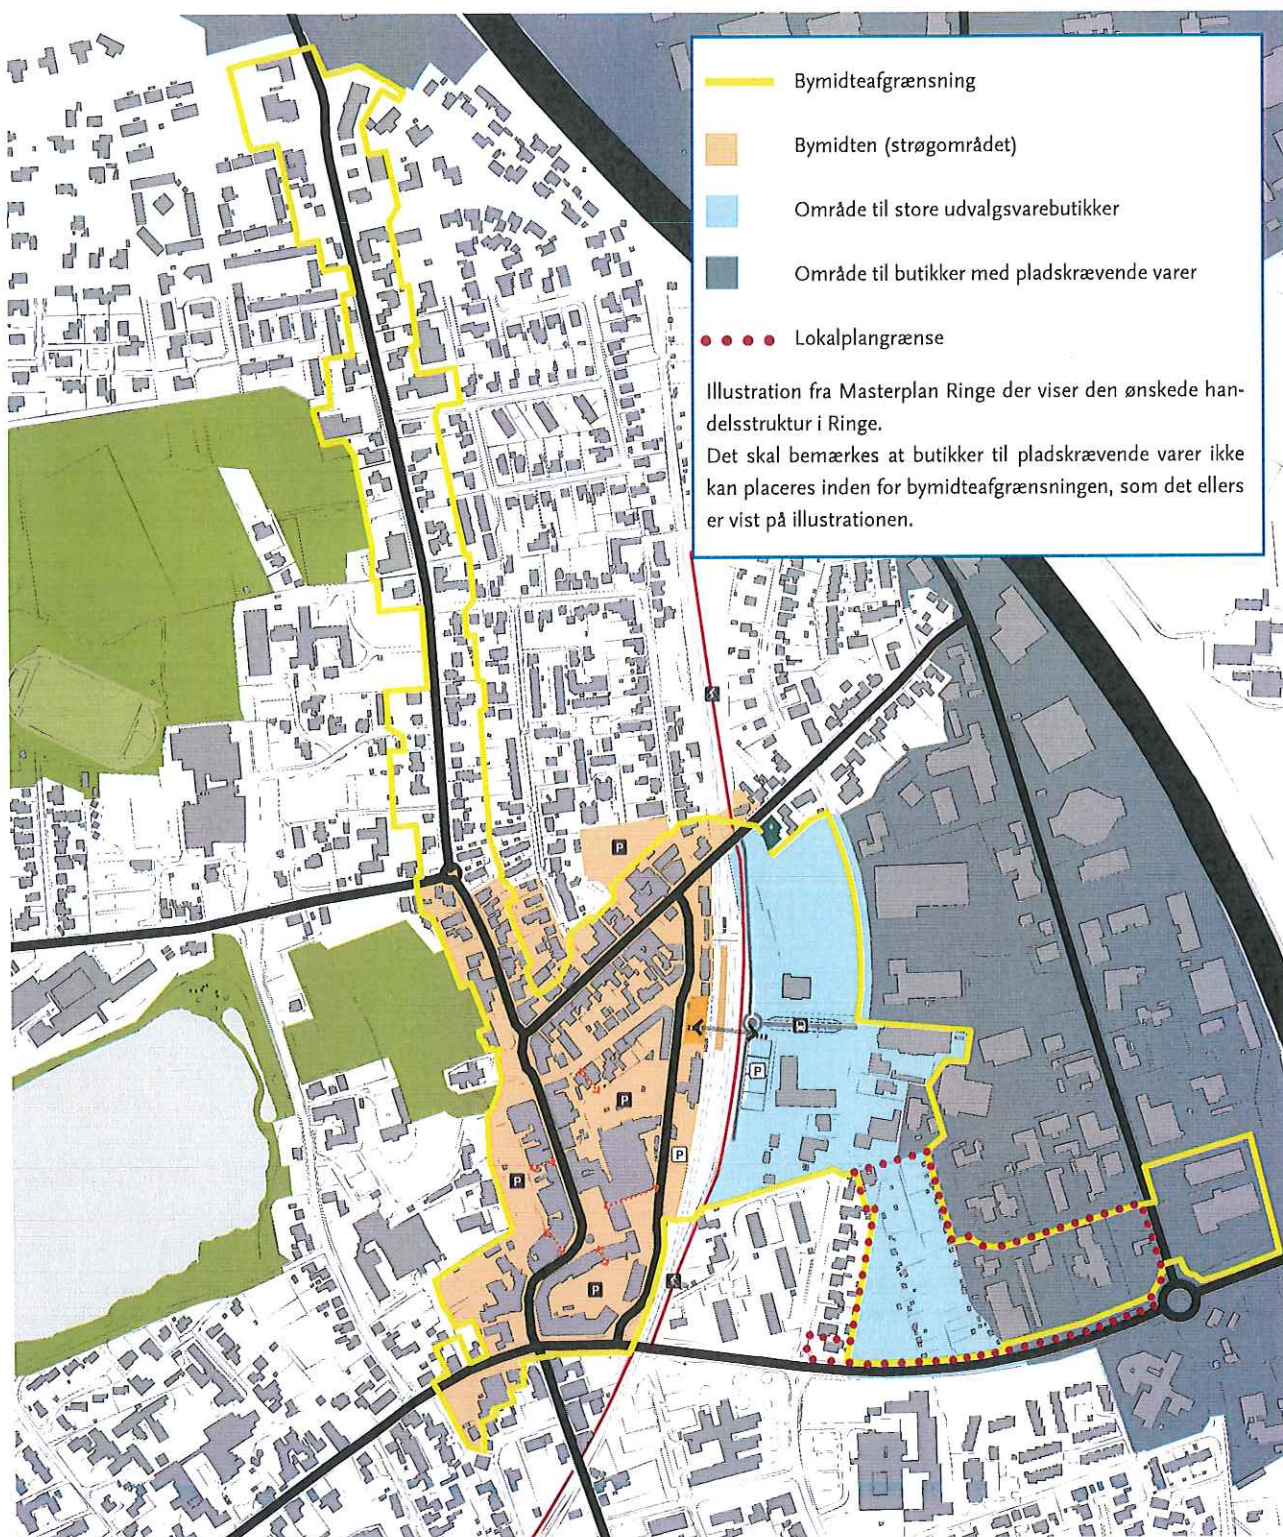 Bymidteafgrænsning
Bymidten (strøgområdet)
Område til store udvalgsvarebutikker
Område til butikker med pladskrævende varer
Lokalplangrænse
Illustration fra Masterplan Ringe der viser den ønskede han-
delsstruktur i Ringe.
Det skal bemærkes at butikker til pladskrævende varer ikke
kan placeres inden for bymidteafgrænsningen, som det ellers
er vist på illustrationen.
P
P
P
P
P
P